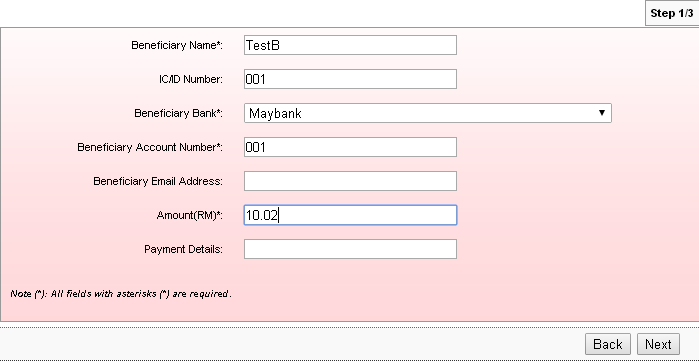 Step 1/3
Beneficiary Name*: TestB
IC/ID Number: 001
Beneficiary Bank*: Maybank
Beneficiary Account Number*: 001
Beneficiary Email Address:
Amount(RM)*: 10.02
Payment Details:
Note (*): All fields with asterisks (*) are required.
Back Next